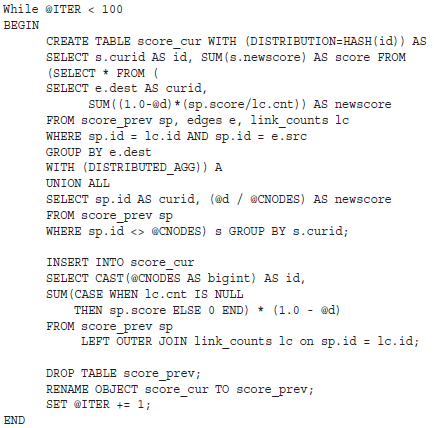 While @ITER < 100
BEGIN
CREATE TABLE score_cur WITH (DISTRIBUTION=HASH(id)) AS
SELECT s.curid AS id, SUM(s.newscore) AS score FROM
(SELECT * FROM (
SELECT e.dest AS curid,
SUM((1.0-@d)*(sp.score/lc.cnt)) AS newscore
FROM score_prev sp, edges e, link_counts lc
WHERE sp.id = lc.id AND sp.id = e.src
GROUP BY e.dest
WITH (DISTRIBUTED_AGG)) A
UNION ALL
SELECT sp.id AS curid, (@d / @CNODES) AS newscore
FROM score_prev sp
WHERE sp.id <> @CNODES) s GROUP BY s.curid;
INSERT INTO score_cur
SELECT CAST(@CNODES AS bigint) AS id,
SUM(CASE WHEN lc.cnt IS NULL
THEN sp.score ELSE 0 END) * (1.0 - @d)
FROM score_prev sp
LEFT OUTER JOIN link_counts lc on sp.id = lc.id;
DROP TABLE score_prev;
RENAME OBJECT score_cur TO score_prev;
SET @ITER += 1;
END